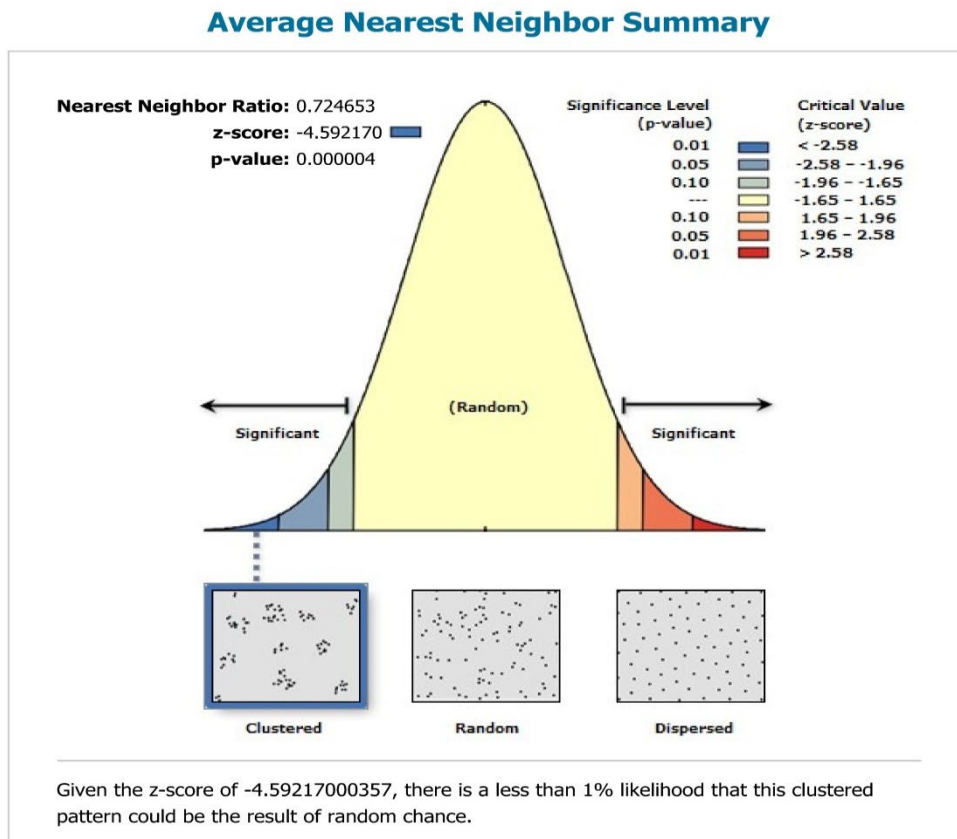 Average Nearest Neighbor Summary
Nearest Neighbor Ratio: 0.724653
z-score: -4.592170
p-value: 0.000004
Significance Level (p-value)
Critical Value (z-score)
0.01 < -2.58
0.05 -2.58 – -1.96
0.10 -1.96 – -1.65
--- -1.65 – 1.65
0.10 1.65 – 1.96
0.05 1.96 – 2.58
0.01 > 2.58
(Random)
Significant
Significant
Clustered
Random
Dispersed
Given the z-score of -4.59217000357, there is a less than 1% likelihood that this clustered
pattern could be the result of random chance.